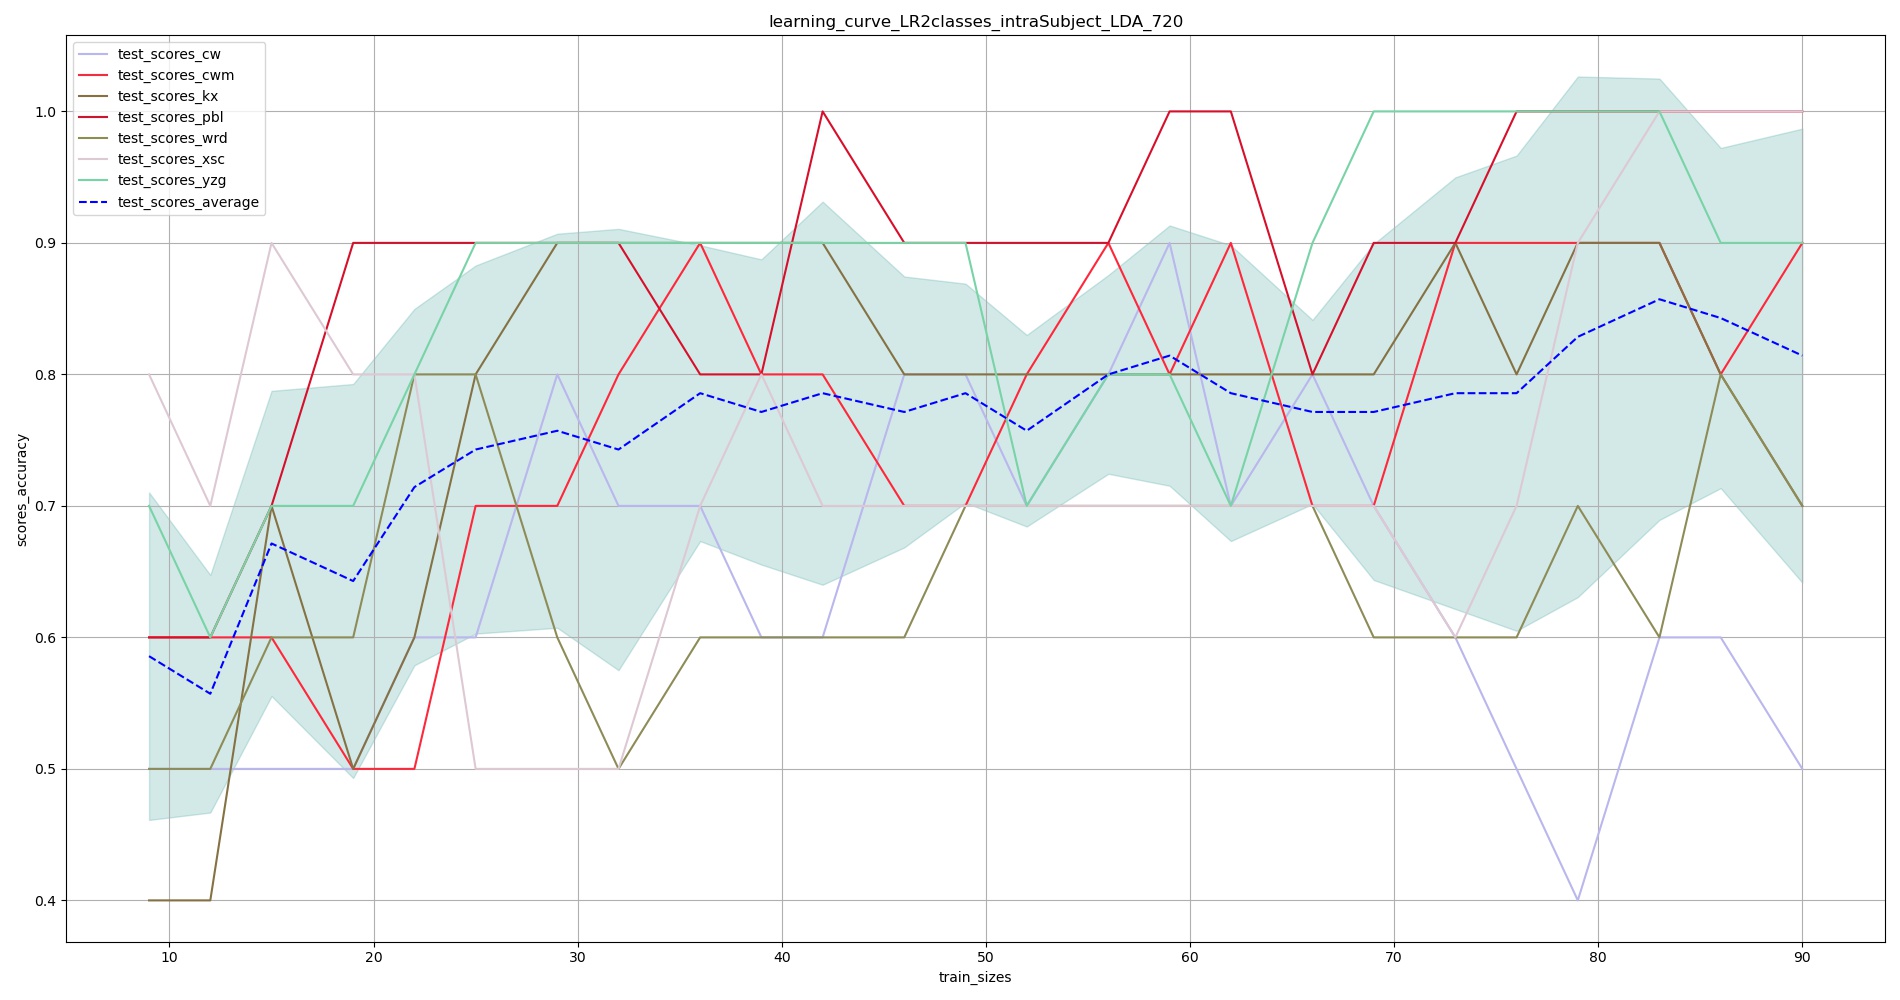 learning_curve_LR2classes_intraSubject_LDA_720
test_scores_cw
test_scores_cwm
test_scores_kx
test_scores_pbl
test_scores_wrd
test_scores_xsc
test_scores_yzg
test_scores_average
scores_accuracy
1.0
0.9
0.8
0.7
0.6
0.5
0.4
10 20 30 40 50 60 70 80 90
train_sizes